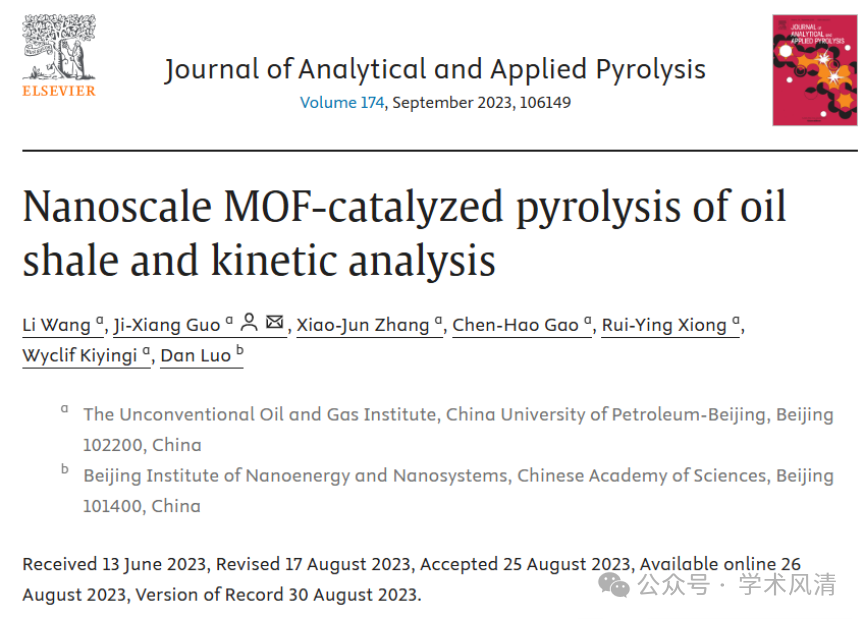 ELSEVIER
Journal of Analytical and Applied Pyrolysis
Volume 174, September 2023, 106149
JOURNAL of
ANALYTICAL and
APPLIED PYROLYSIS
Nanoscale MOF-catalyzed pyrolysis of oil
shale and kinetic analysis
Li Wang a, Ji-Xiang Guo a, Xiao-Jun Zhang a, Chen-Hao Gao a, Rui-Ying Xiong a,
Wyclif Kiyingi a, Dan Luo b
a The Unconventional Oil and Gas Institute, China University of Petroleum-Beijing, Beijing
102200, China
b Beijing Institute of Nanoenergy and Nanosystems, Chinese Academy of Sciences, Beijing
101400, China
Received 13 June 2023, Revised 17 August 2023, Accepted 25 August 2023, Available online 26
August 2023, Version of Record 30 August 2023.
公众号 · 学术风清